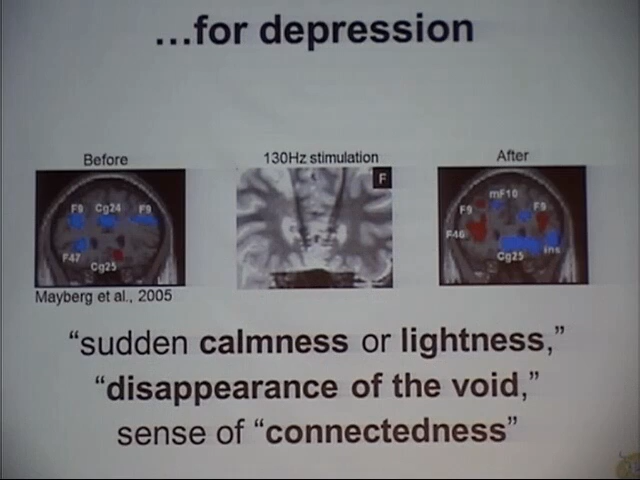 …for depression
Before
130Hz stimulation
After
F9 Cg24 F9
F47
Cg25
F
mF10
F9 F9
F46
Cg25 ins
Mayberg et al., 2005
“sudden calmness or lightness,”
“disappearance of the void,”
sense of “connectedness”